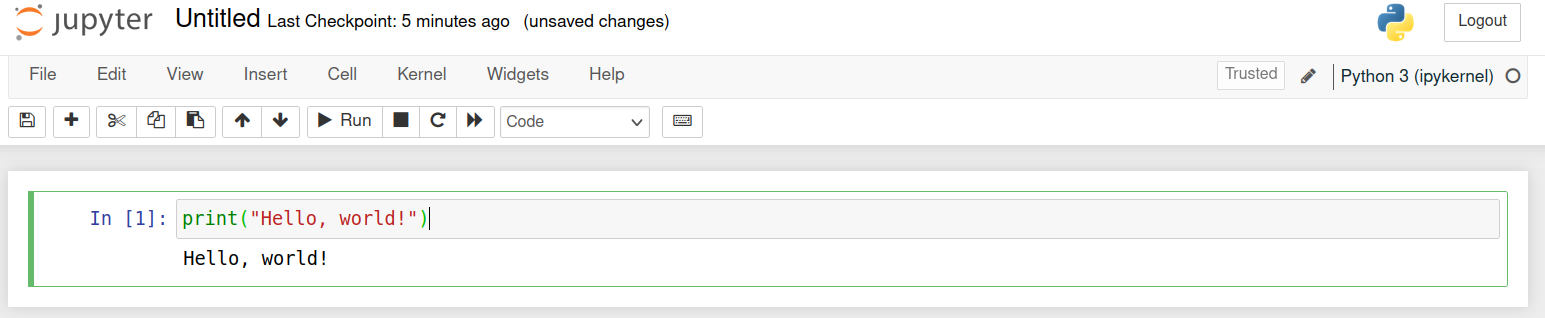 jupyter Untitled Last Checkpoint: 5 minutes ago (unsaved changes) Logout
File Edit View Insert Cell Kernel Widgets Help Trusted Python 3 (ipykernel)
Run Code
In [1]: print("Hello, world!")
Hello, world!